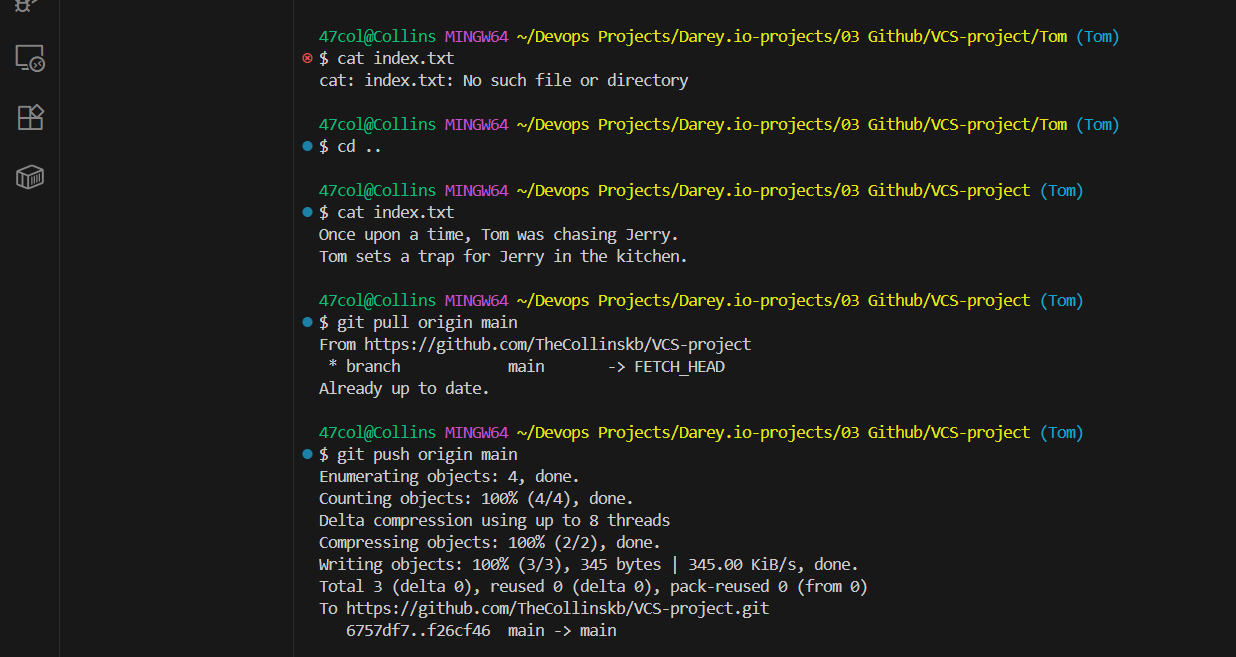 47col@Collins MINGW64 ~/Devops Projects/Darey.io-projects/03 Github/VCS-project/Tom (Tom)
$ cat index.txt
cat: index.txt: No such file or directory
47col@Collins MINGW64 ~/Devops Projects/Darey.io-projects/03 Github/VCS-project/Tom (Tom)
$ cd ..
47col@Collins MINGW64 ~/Devops Projects/Darey.io-projects/03 Github/VCS-project (Tom)
$ cat index.txt
Once upon a time, Tom was chasing Jerry.
Tom sets a trap for Jerry in the kitchen.
47col@Collins MINGW64 ~/Devops Projects/Darey.io-projects/03 Github/VCS-project (Tom)
$ git pull origin main
From https://github.com/TheCollinskb/VCS-project
 * branch            main       -> FETCH_HEAD
Already up to date.
47col@Collins MINGW64 ~/Devops Projects/Darey.io-projects/03 Github/VCS-project (Tom)
$ git push origin main
Enumerating objects: 4, done.
Counting objects: 100% (4/4), done.
Delta compression using up to 8 threads
Compressing objects: 100% (2/2), done.
Writing objects: 100% (3/3), 345 bytes | 345.00 KiB/s, done.
Total 3 (delta 0), reused 0 (delta 0), pack-reused 0 (from 0)
To https://github.com/TheCollinskb/VCS-project.git
   6757df7..f26cf46  main -> main